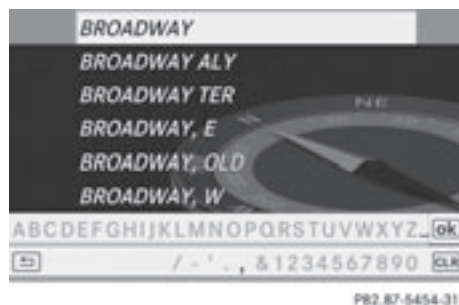 BROADWAY
BROADWAY ALY
BROADWAY TER
BROADWAY, E
BROADWAY, OLD
BROADWAY, W
NE
ABCDEFGHIJKLMNOPQRSTUVWXYZ_ ok
/ - ' . , & 1 2 3 4 5 6 7 8 9 0 CLR
P82.87-5454-31